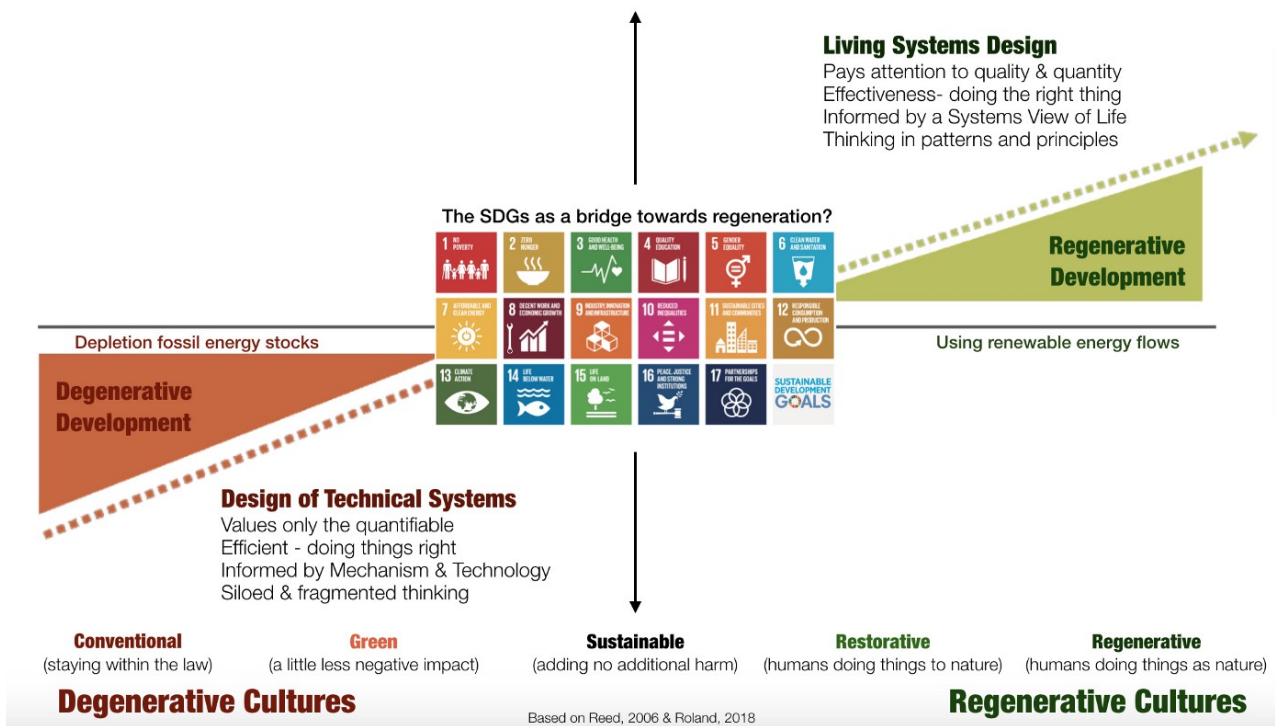 Living Systems Design
Pays attention to quality & quantity
Effectiveness- doing the right thing
Informed by a Systems View of Life
Thinking in patterns and principles
The SDGs as a bridge towards regeneration?
1 NO POVERTY
2 ZERO HUNGER
3 GOOD HEALTH AND WELL-BEING
4 QUALITY EDUCATION
5 GENDER EQUALITY
6 CLEAN WATER AND SANITATION
7 AFFORDABLE AND CLEAN ENERGY
8 DECENT WORK AND ECONOMIC GROWTH
9 INDUSTRY, INNOVATION AND INFRASTRUCTURE
10 REDUCED INEQUALITIES
11 SUSTAINABLE CITIES AND COMMUNITIES
12 RESPONSIBLE CONSUMPTION AND PRODUCTION
13 CLIMATE ACTION
14 LIFE BELOW WATER
15 LIFE ON LAND
16 PEACE, JUSTICE AND STRONG INSTITUTIONS
17 PARTNERSHIPS FOR THE GOALS
SUSTAINABLE
DEVELOPMENT
GOALS
Regenerative
Development
Depletion fossil energy stocks
Using renewable energy flows
Degenerative
Development
Design of Technical Systems
Values only the quantifiable
Efficient - doing things right
Informed by Mechanism & Technology
Siloed & fragmented thinking
Conventional
(staying within the law)
Green
(a little less negative impact)
Sustainable
(adding no additional harm)
Restorative
(humans doing things to nature)
Regenerative
(humans doing things as nature)
Degenerative Cultures
Based on Reed, 2006 & Roland, 2018
Regenerative Cultures